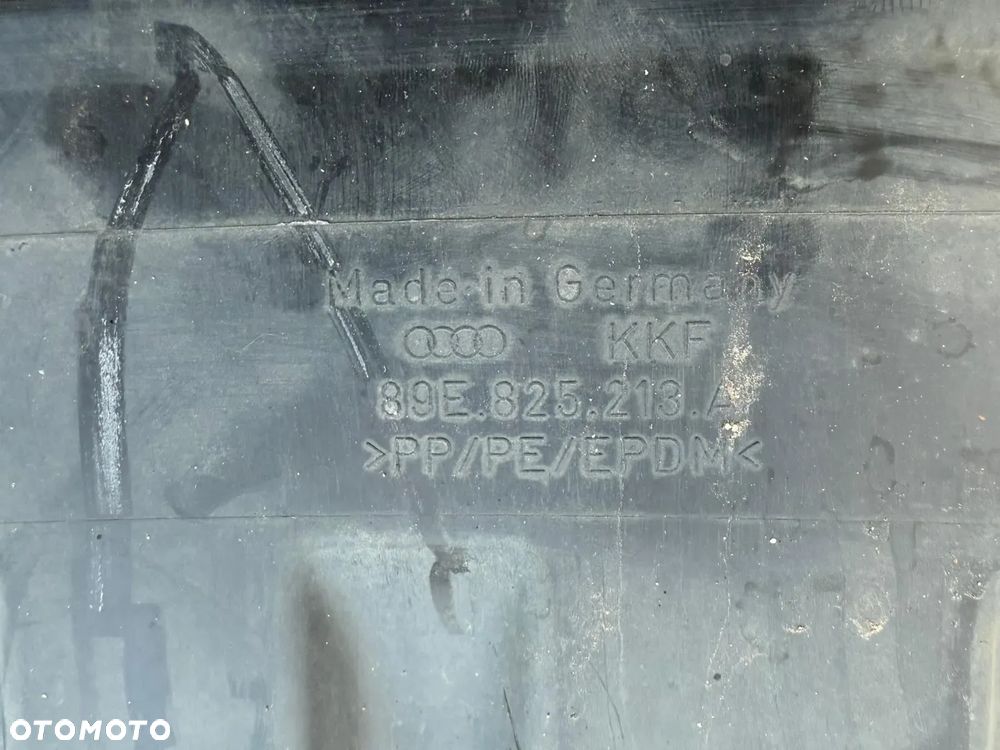 Made in Germany
KKF
89E.825.213.A
>PP/PE/EPDM<
OTOMOTO